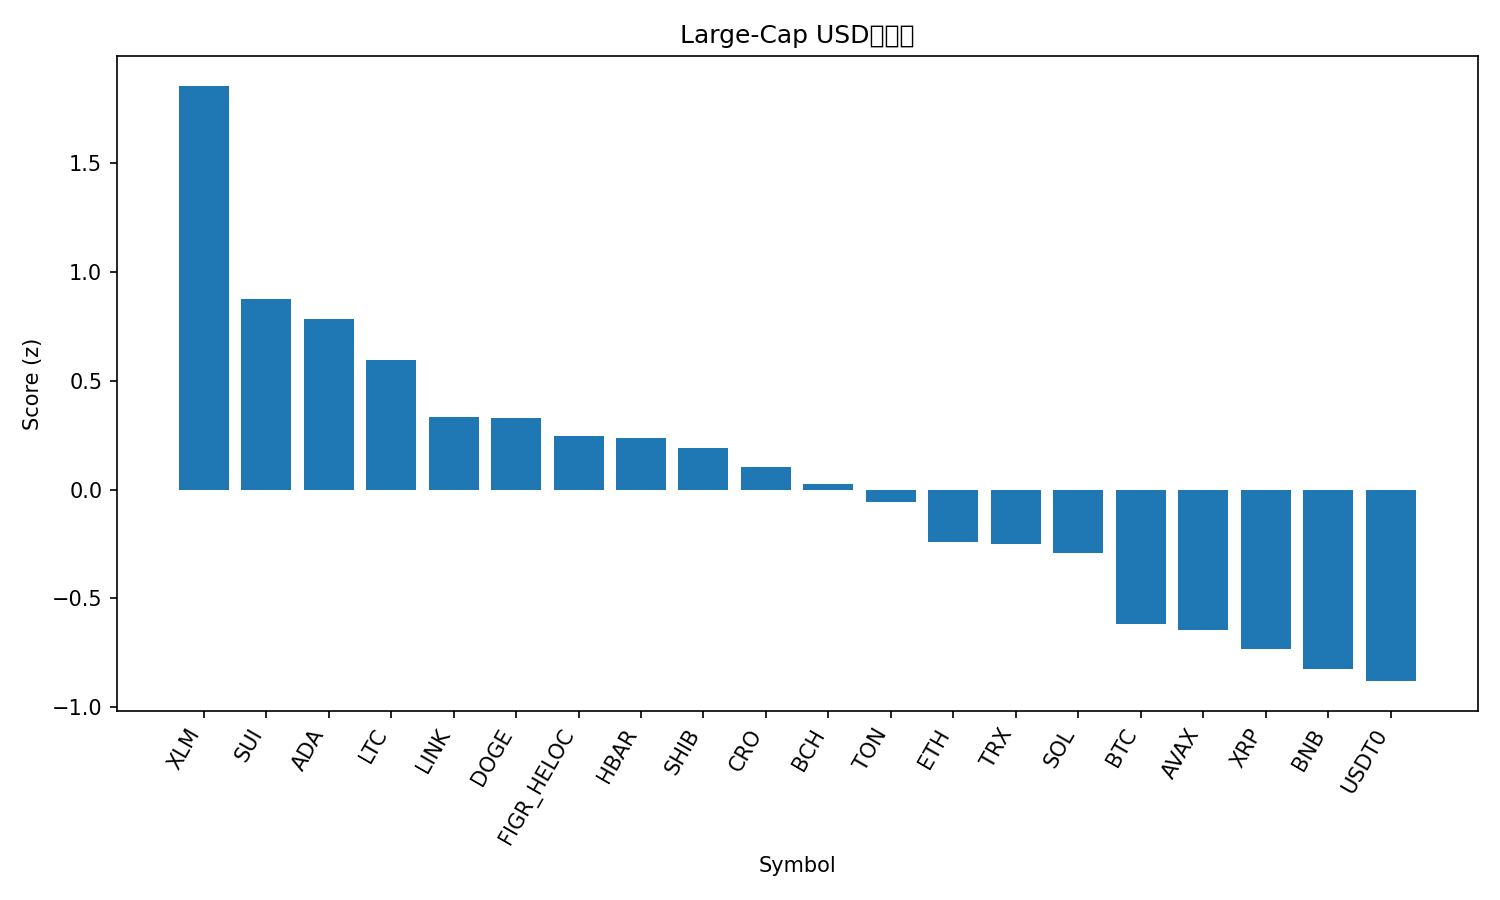 Large-Cap USD
Score (z)
1.5
1.0
0.5
0.0
−0.5
−1.0
XLM
SUI
ADA
LTC
LINK
DOGE
FIGR_HELOC
HBAR
SHIB
CRO
BCH
TON
ETH
TRX
SOL
BTC
AVAX
XRP
BNB
USDT0
Symbol